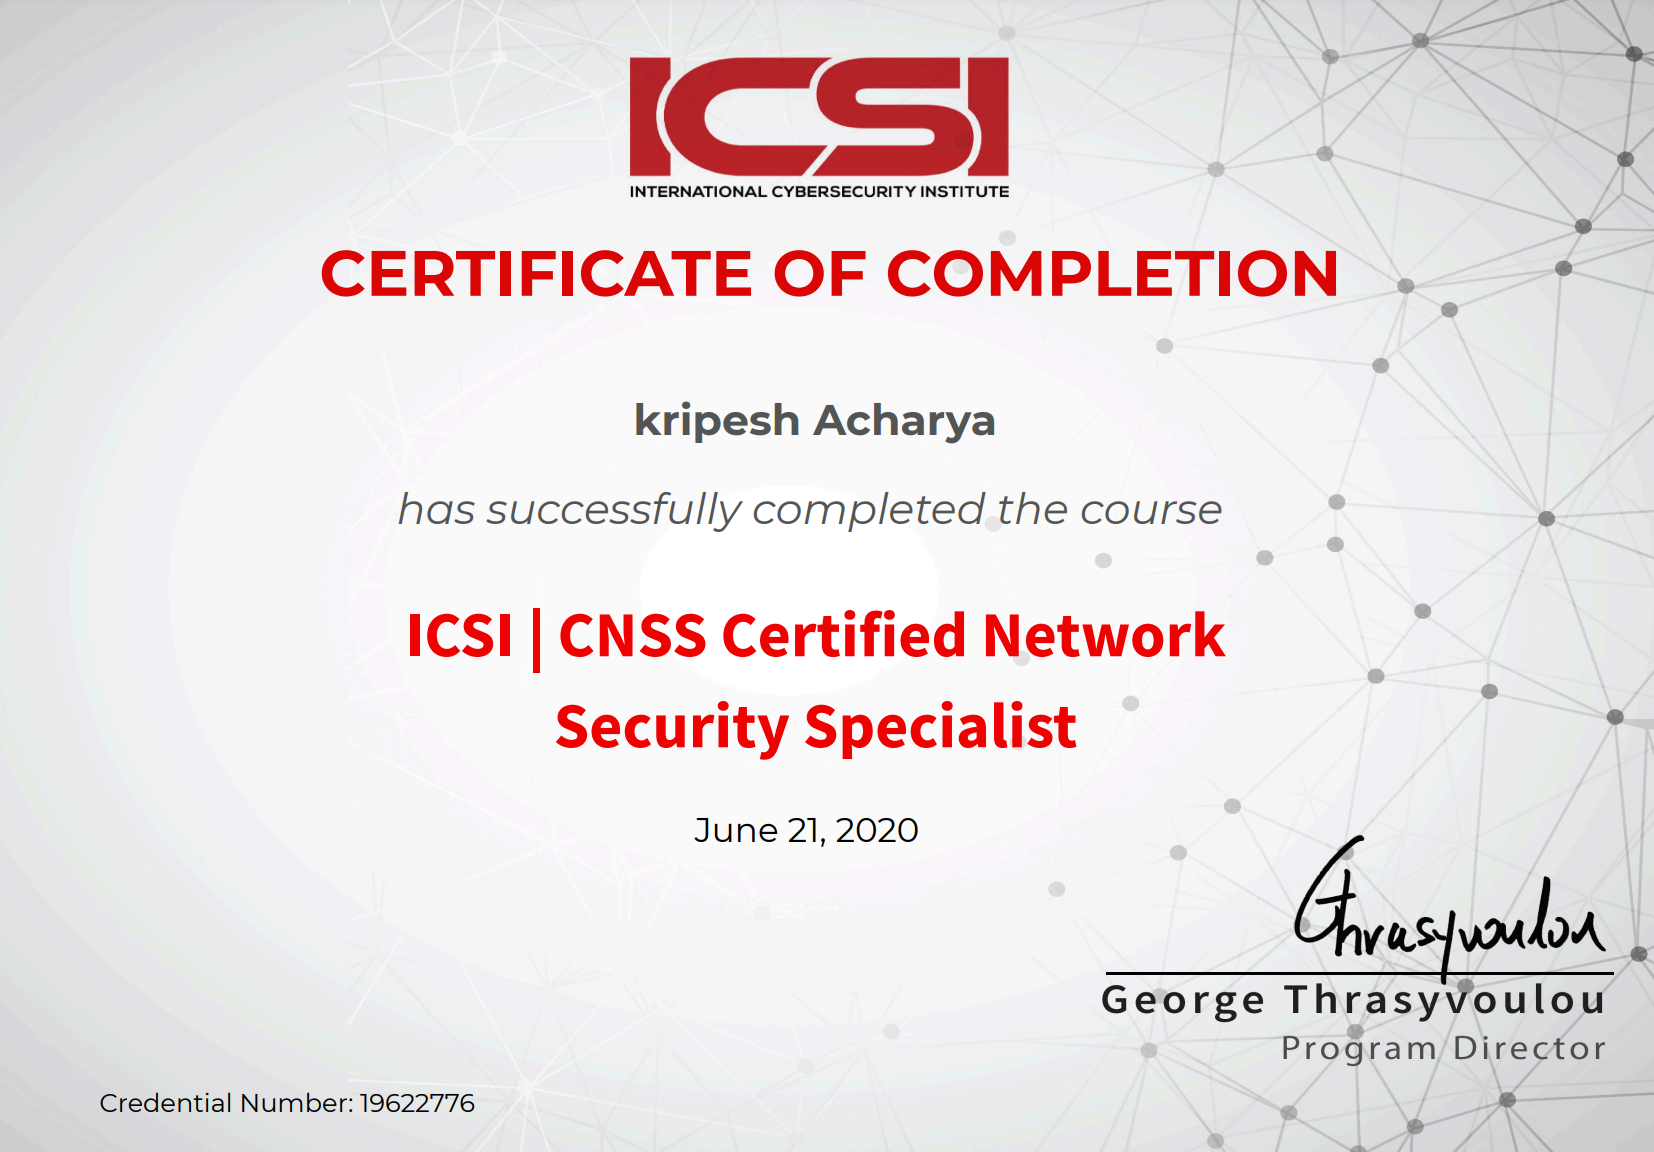 ICSI
INTERNATIONAL CYBERSECURITY INSTITUTE
CERTIFICATE OF COMPLETION
kripesh Acharya
has successfully completed the course
ICSI | CNSS Certified Network
Security Specialist
June 21, 2020
Thrasyvoulou
George Thrasyvoulou
Program Director
Credential Number: 19622776